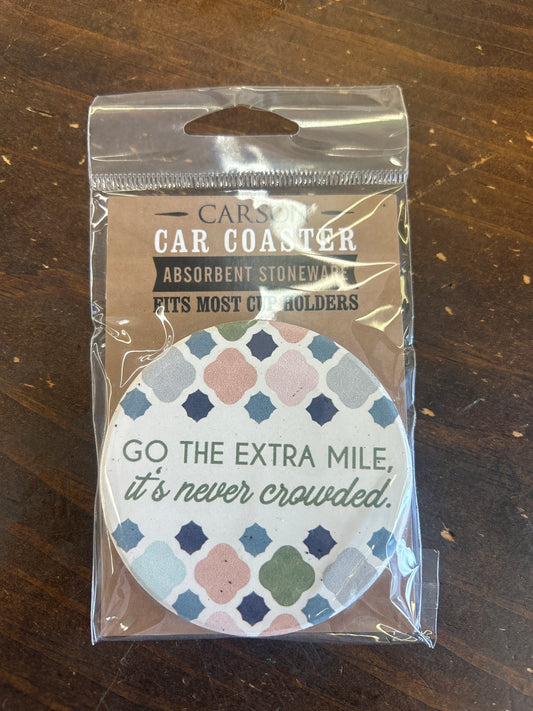 CARSON
CAR COASTER
ABSORBENT STONEWARE
FITS MOST CUP HOLDERS
GO THE EXTRA MILE,
it's never crowded.